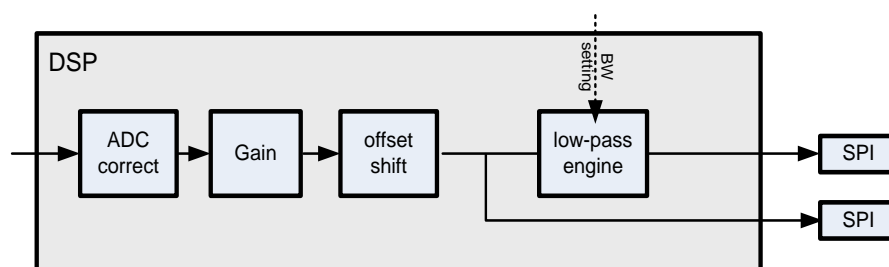 DSP
BW
setting
ADC
correct
Gain
offset
shift
low-pass
engine
SPI
SPI